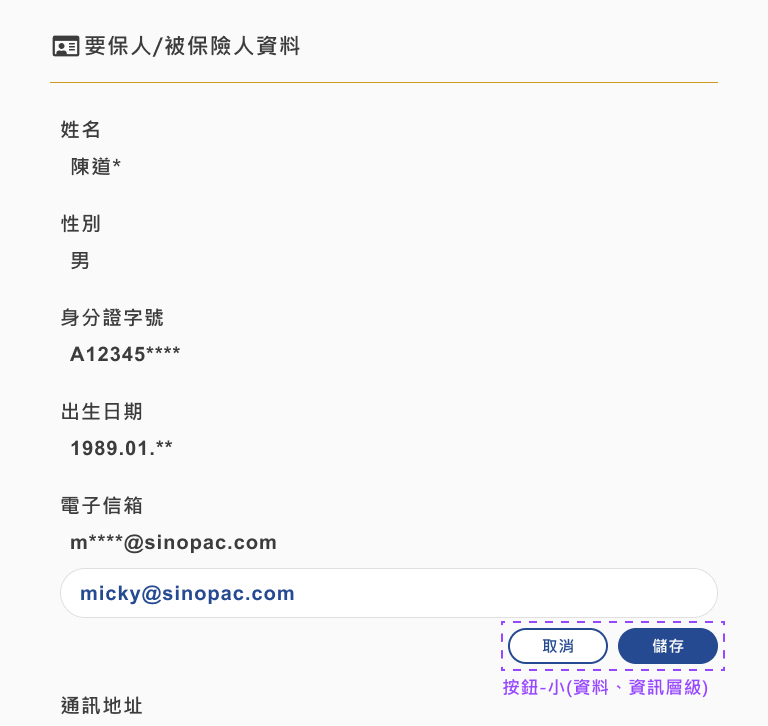 要保人/被保險人資料
姓名
陳道*
性別
男
身分證字號
A12345****
出生日期
1989.01.**
電子信箱
m****@sinopac.com
micky@sinopac.com
取消
儲存
按鈕-小(資料、資訊層級)
通訊地址